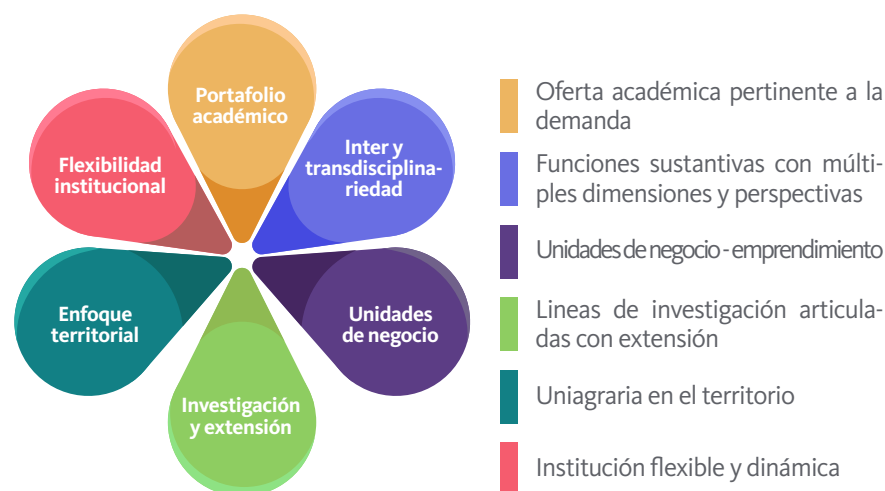 Portafolio
académico
Inter y
transdisciplina-
riedad
Unidades
de negocio
Investigación
y extensión
Enfoque
territorial
Flexibilidad
institucional
Oferta académica pertinente a la
demanda
Funciones sustantivas con múlti-
ples dimensiones y perspectivas
Unidades de negocio - emprendimiento
Lineas de investigación articula-
das con extensión
Uniagraria en el territorio
Institución flexible y dinámica